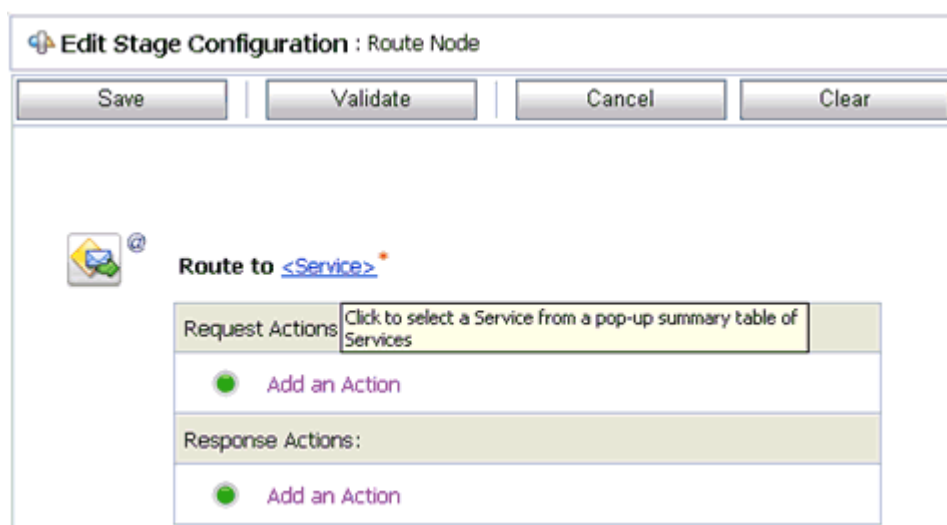 Edit Stage Configuration : Route Node
Save Validate Cancel Clear
@
Route to <Service>*
Request Actions
Click to select a Service from a pop-up summary table of
Services
Add an Action
Response Actions:
Add an Action